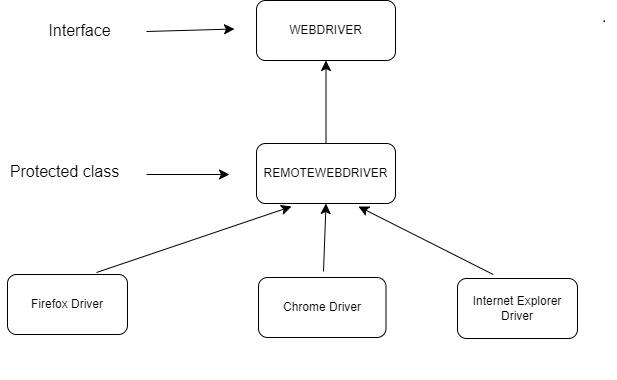 Interface
WEBDRIVER
.
Protected class
REMOTEWEBDRIVER
Firefox Driver
Chrome Driver
Internet Explorer
Driver